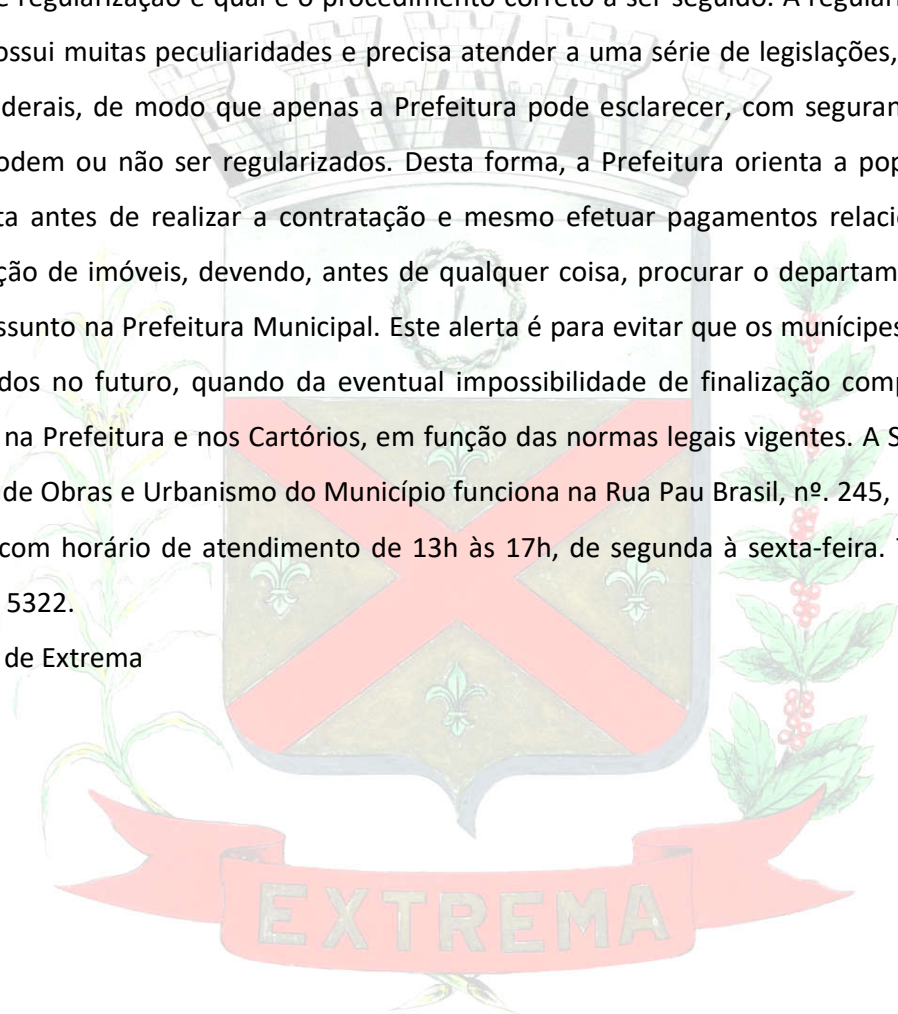 e regularização e qual é o procedimento correto a ser seguido. A regulari
ossui muitas peculiaridades e precisa atender a uma série de legislações,
derais, de modo que apenas a Prefeitura pode esclarecer, com seguran
odem ou não ser regularizados. Desta forma, a Prefeitura orienta a pop
ta antes de realizar a contratação e mesmo efetuar pagamentos relacio
ção de imóveis, devendo, antes de qualquer coisa, procurar o departam
ssunto na Prefeitura Municipal. Este alerta é para evitar que os munícipes
dos no futuro, quando da eventual impossibilidade de finalização comp
na Prefeitura e nos Cartórios, em função das normas legais vigentes. A S
de Obras e Urbanismo do Município funciona na Rua Pau Brasil, nº. 245,
com horário de atendimento de 13h às 17h, de segunda à sexta-feira. T
5322.
de Extrema
EXTREMA